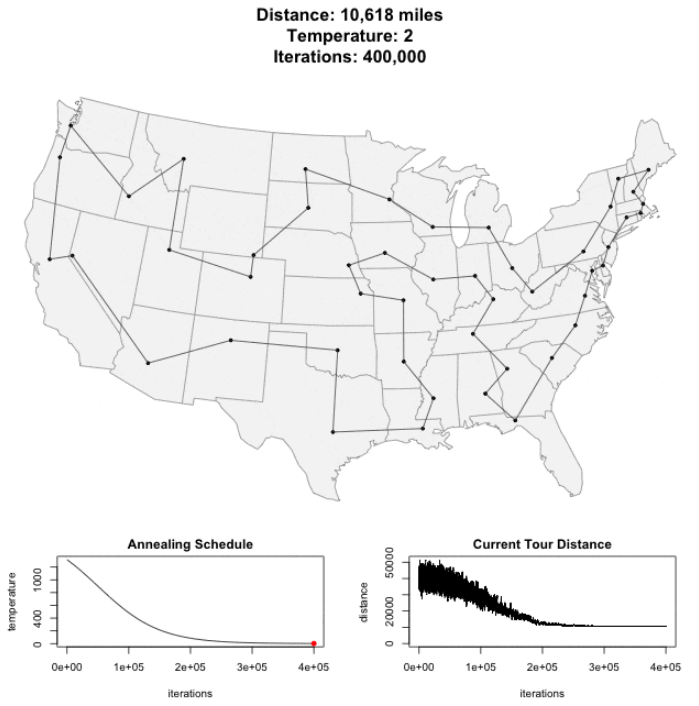 Distance: 10,618 miles
Temperature: 2
Iterations: 400,000
Annealing Schedule
temperature
1000
400
0
0e+00 1e+05 2e+05 3e+05 4e+05
iterations
Current Tour Distance
distance
50000
20000
0
0e+00 1e+05 2e+05 3e+05 4e+05
iterations